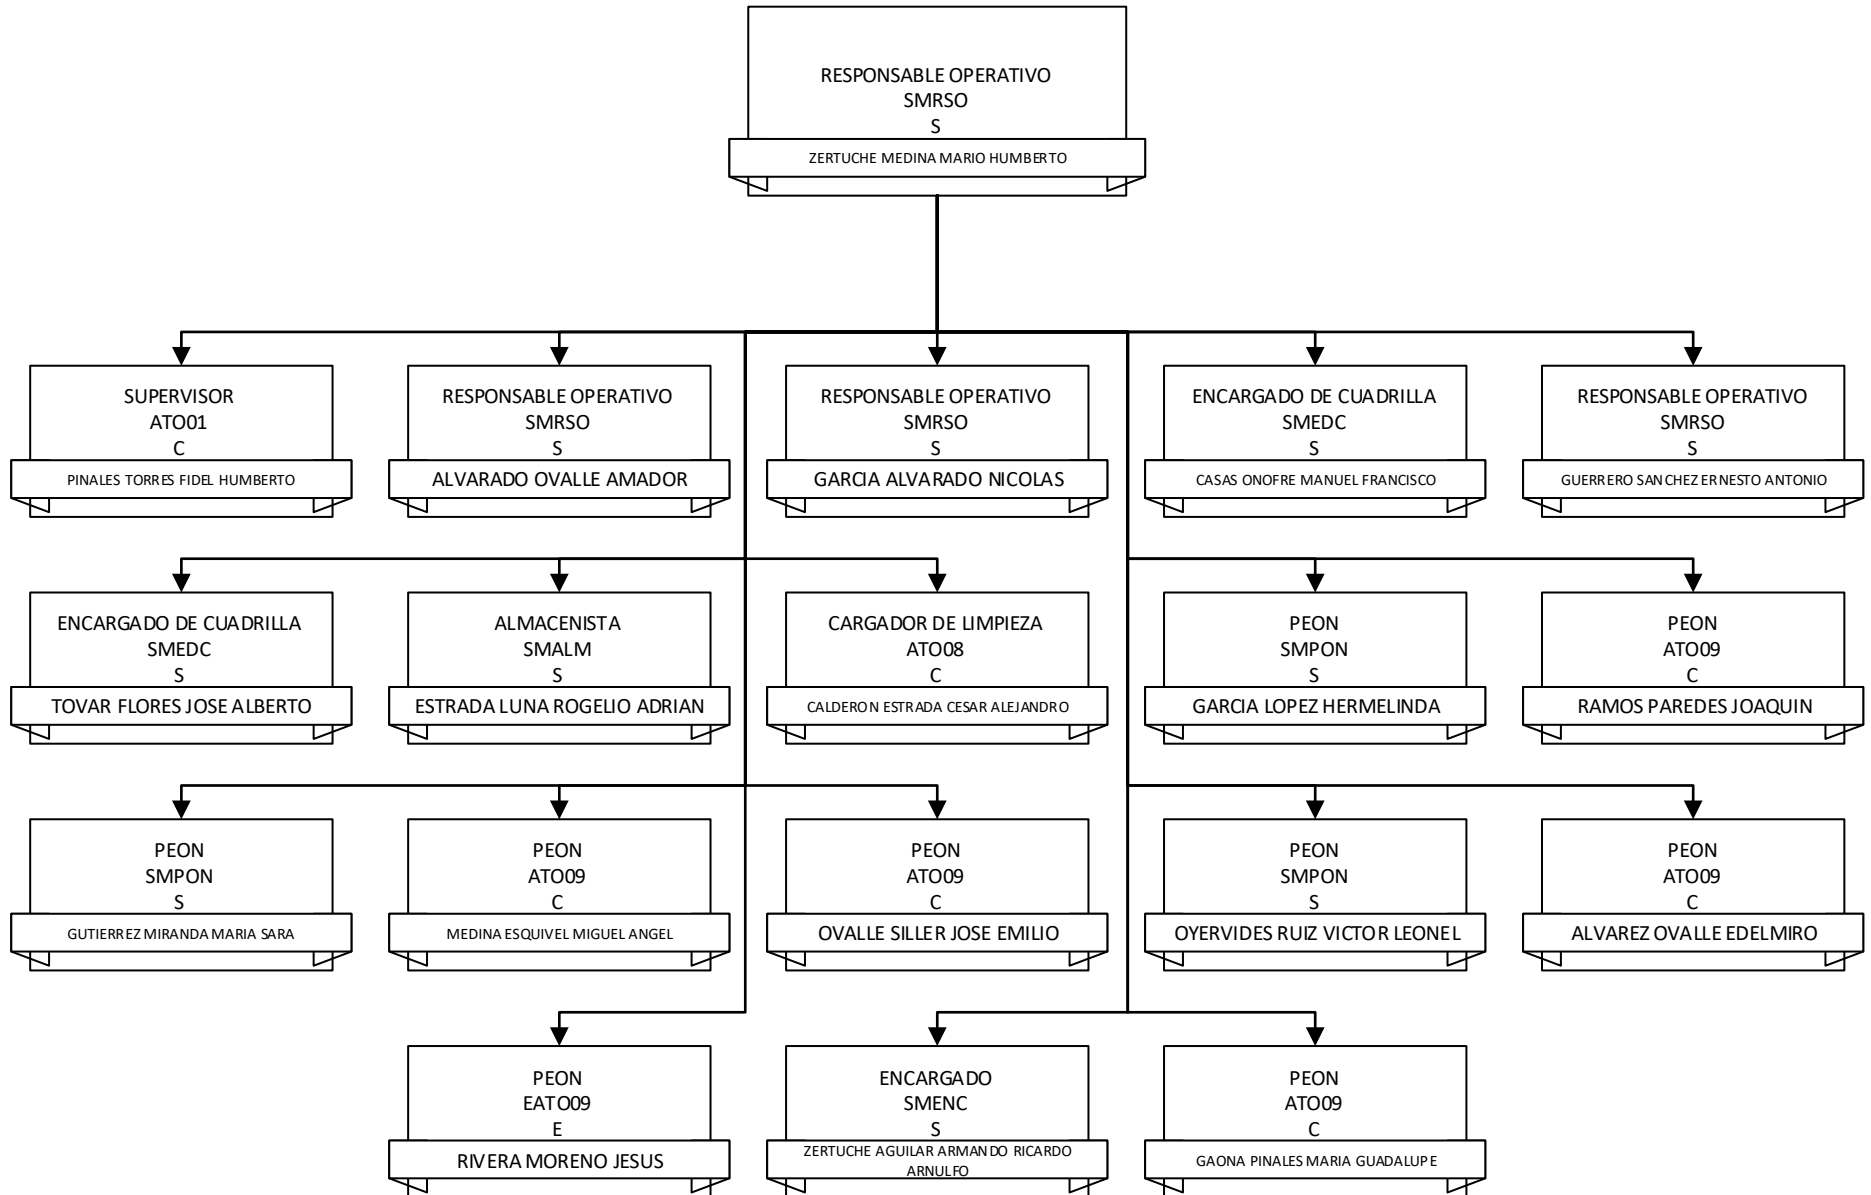 RESPONSABLE OPERATIVO
SMRSO
S
ZERTUCHE MEDINA MARIO HUMBERTO
SUPERVISOR
ATO01
C
PINALES TORRES FIDEL HUMBERTO
RESPONSABLE OPERATIVO
SMRSO
S
ALVARADO OVALLE AMADOR
RESPONSABLE OPERATIVO
SMRSO
S
GARCIA ALVARADO NICOLAS
ENCARGADO DE CUADRILLA
SMEDC
S
CASAS ONOFRE MANUEL FRANCISCO
RESPONSABLE OPERATIVO
SMRSO
S
GUERRERO SANCHEZ ERNESTO ANTONIO
ENCARGADO DE CUADRILLA
SMEDC
S
TOVAR FLORES JOSE ALBERTO
ALMACENISTA
SMALM
S
ESTRADA LUNA ROGELIO ADRIAN
CARGADOR DE LIMPIEZA
ATO08
C
CALDERON ESTRADA CESAR ALEJANDRO
PEON
SMPON
S
GARCIA LOPEZ HERMELINDA
PEON
ATO09
C
RAMOS PAREDES JOAQUIN
PEON
SMPON
S
GUTIERREZ MIRANDA MARIA SARA
PEON
ATO09
C
MEDINA ESQUIVEL MIGUEL ANGEL
PEON
ATO09
C
OVALLE SILLER JOSE EMILIO
PEON
SMPON
S
OYERVIDES RUIZ VICTOR LEONEL
PEON
ATO09
C
ALVAREZ OVALLE EDELMIRO
PEON
EATO09
E
RIVERA MORENO JESUS
ENCARGADO
SMENC
S
ZERTUCHE AGUILAR ARMANDO RICARDO
ARNULFO
PEON
ATO09
C
GAONA PINALES MARIA GUADALUPE